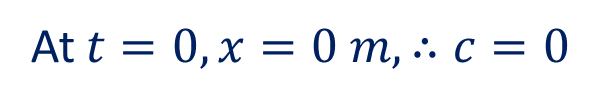 At t = 0, x = 0 m, ∴ c = 0